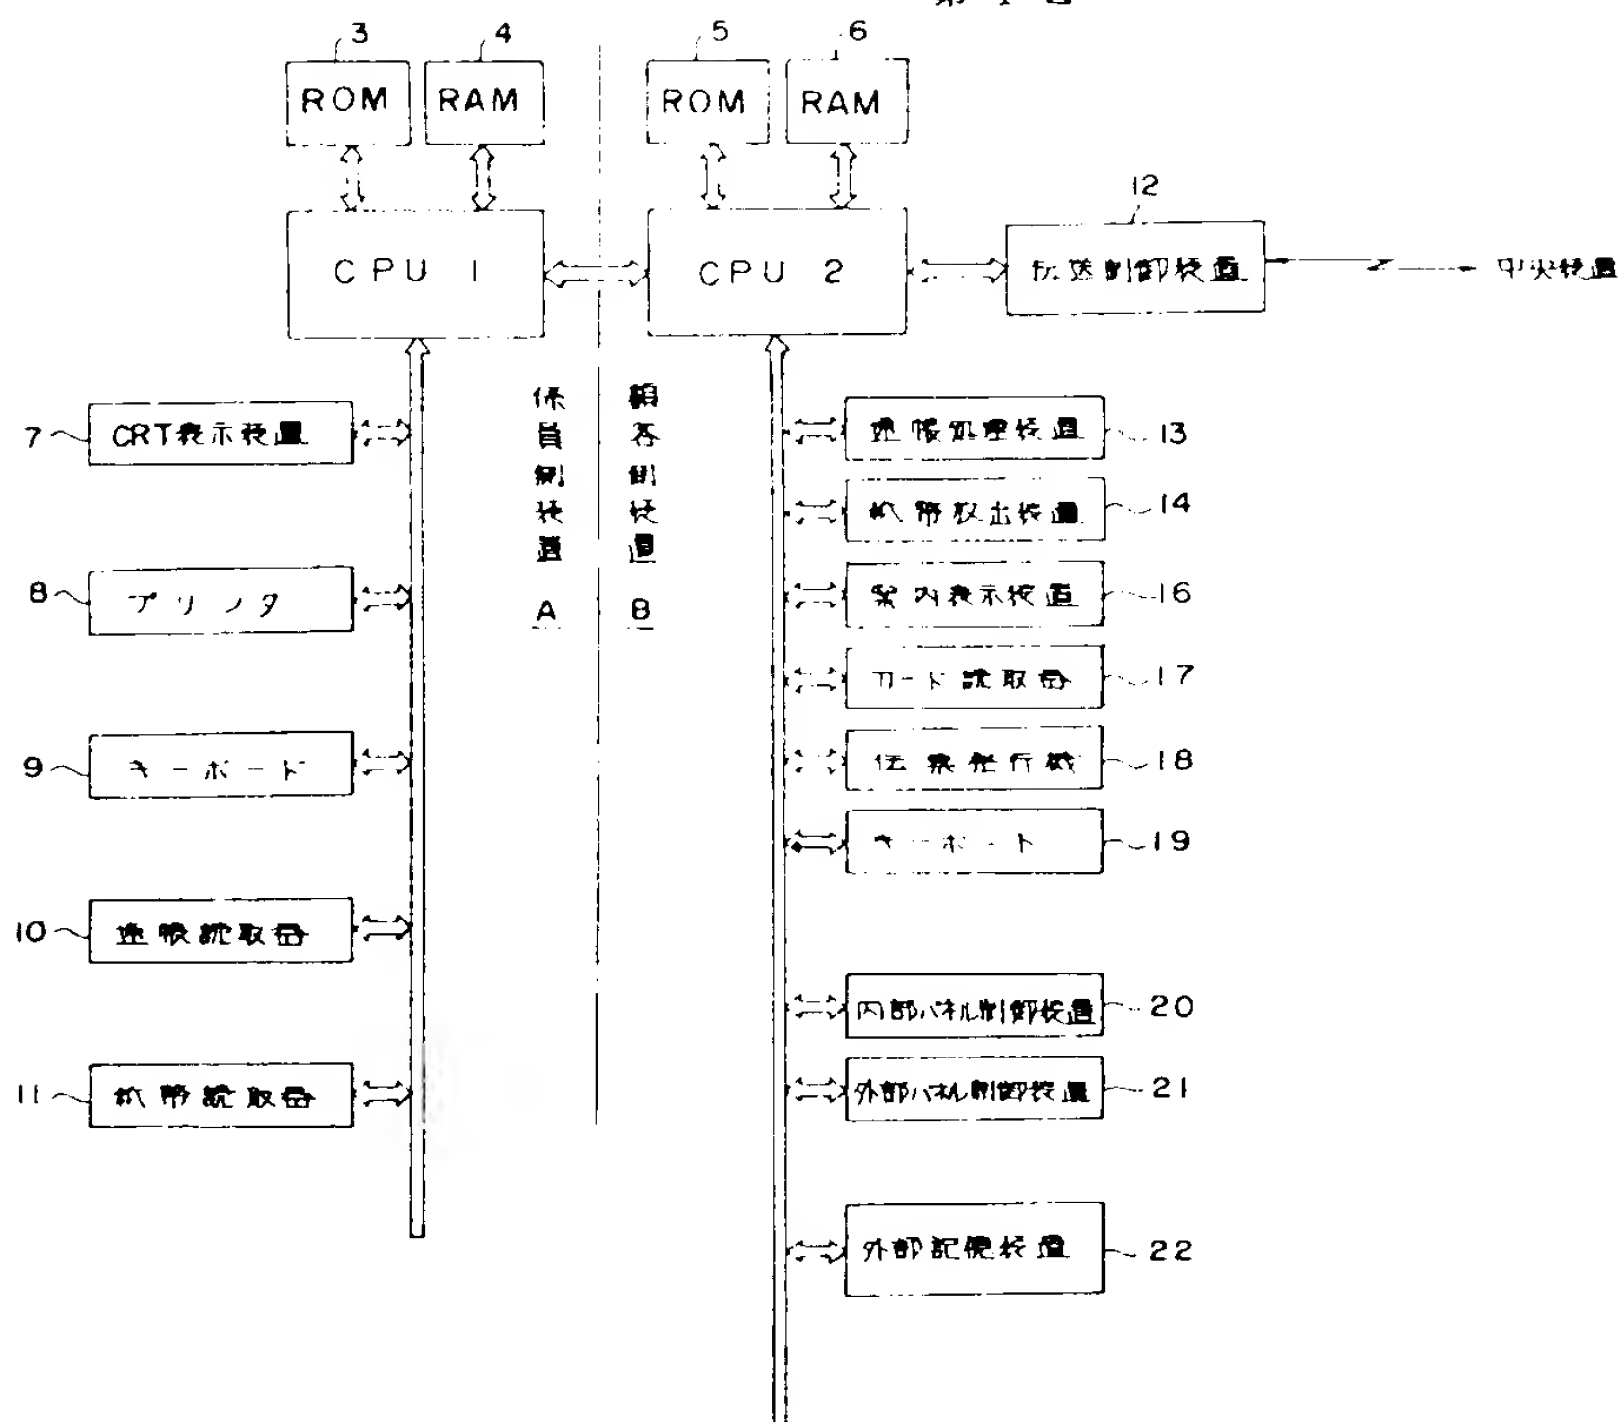 3
4
5
6
ROM
RAM
ROM
RAM
12
CPU 1
CPU 2
伝送制御装置
中央装置
係員側装置 A
顧客側装置 B
7
CRT表示装置
8
プリンタ
9
キーボード
10
通帳読取器
11
紙幣読取器
通帳処理装置
13
紙幣取出装置
14
案内表示装置
16
カード読取器
17
伝票発行機
18
キーボード
19
内部パネル制御装置
20
外部パネル制御装置
21
外部記憶装置
22